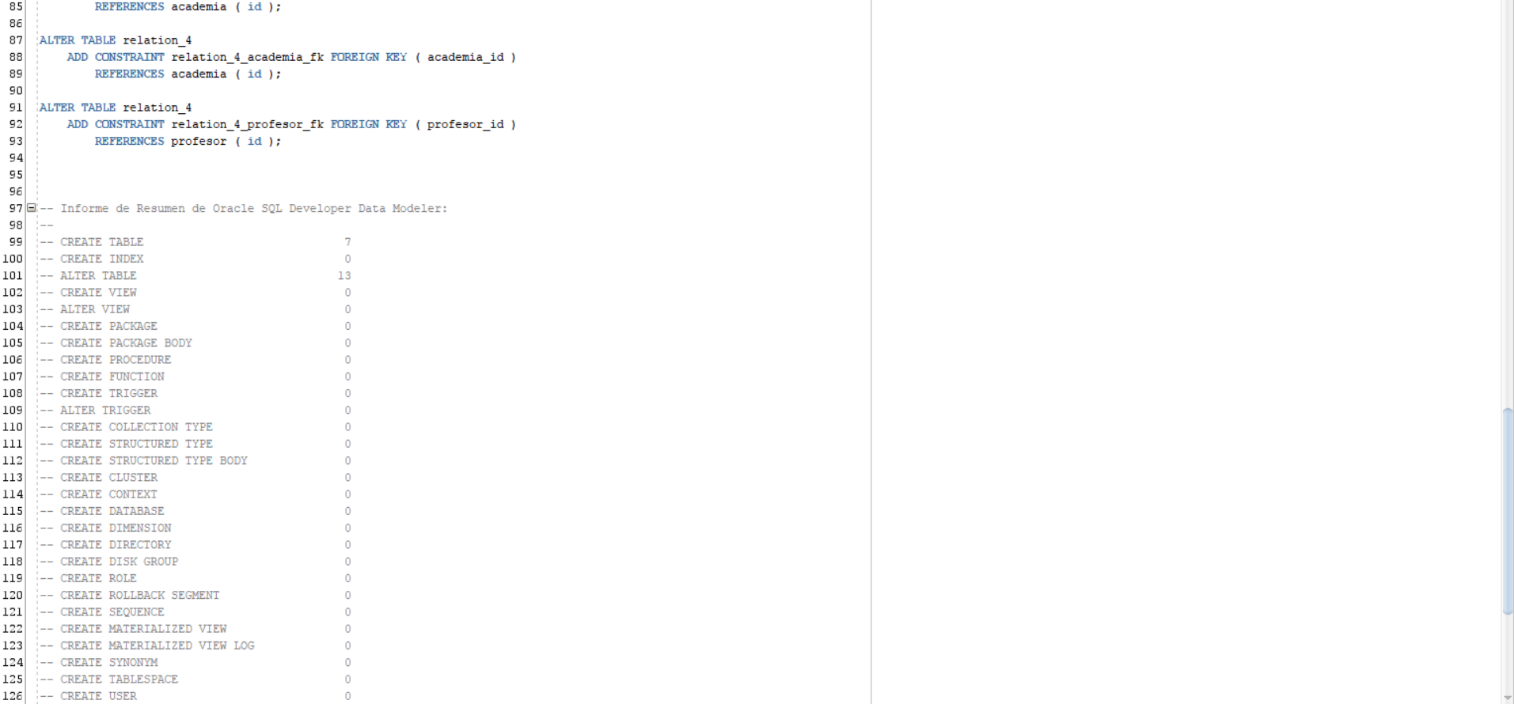 85 REFERENCES academia ( id );
86
87 ALTER TABLE relation_4
88 ADD CONSTRAINT relation_4_academia_fk FOREIGN KEY ( academia_id )
89 REFERENCES academia ( id );
90
91 ALTER TABLE relation_4
92 ADD CONSTRAINT relation_4_profesor_fk FOREIGN KEY ( profesor_id )
93 REFERENCES profesor ( id );
94
95
96
97 -- Informe de Resumen de Oracle SQL Developer Data Modeler:
98 --
99 -- CREATE TABLE 7
100 -- CREATE INDEX 0
101 -- ALTER TABLE 13
102 -- CREATE VIEW 0
103 -- ALTER VIEW 0
104 -- CREATE PACKAGE 0
105 -- CREATE PACKAGE BODY 0
106 -- CREATE PROCEDURE 0
107 -- CREATE FUNCTION 0
108 -- CREATE TRIGGER 0
109 -- ALTER TRIGGER 0
110 -- CREATE COLLECTION TYPE 0
111 -- CREATE STRUCTURED TYPE 0
112 -- CREATE STRUCTURED TYPE BODY 0
113 -- CREATE CLUSTER 0
114 -- CREATE CONTEXT 0
115 -- CREATE DATABASE 0
116 -- CREATE DIMENSION 0
117 -- CREATE DIRECTORY 0
118 -- CREATE DISK GROUP 0
119 -- CREATE ROLE 0
120 -- CREATE ROLLBACK SEGMENT 0
121 -- CREATE SEQUENCE 0
122 -- CREATE MATERIALIZED VIEW 0
123 -- CREATE MATERIALIZED VIEW LOG 0
124 -- CREATE SYNONYM 0
125 -- CREATE TABLESPACE 0
126 -- CREATE USER 0